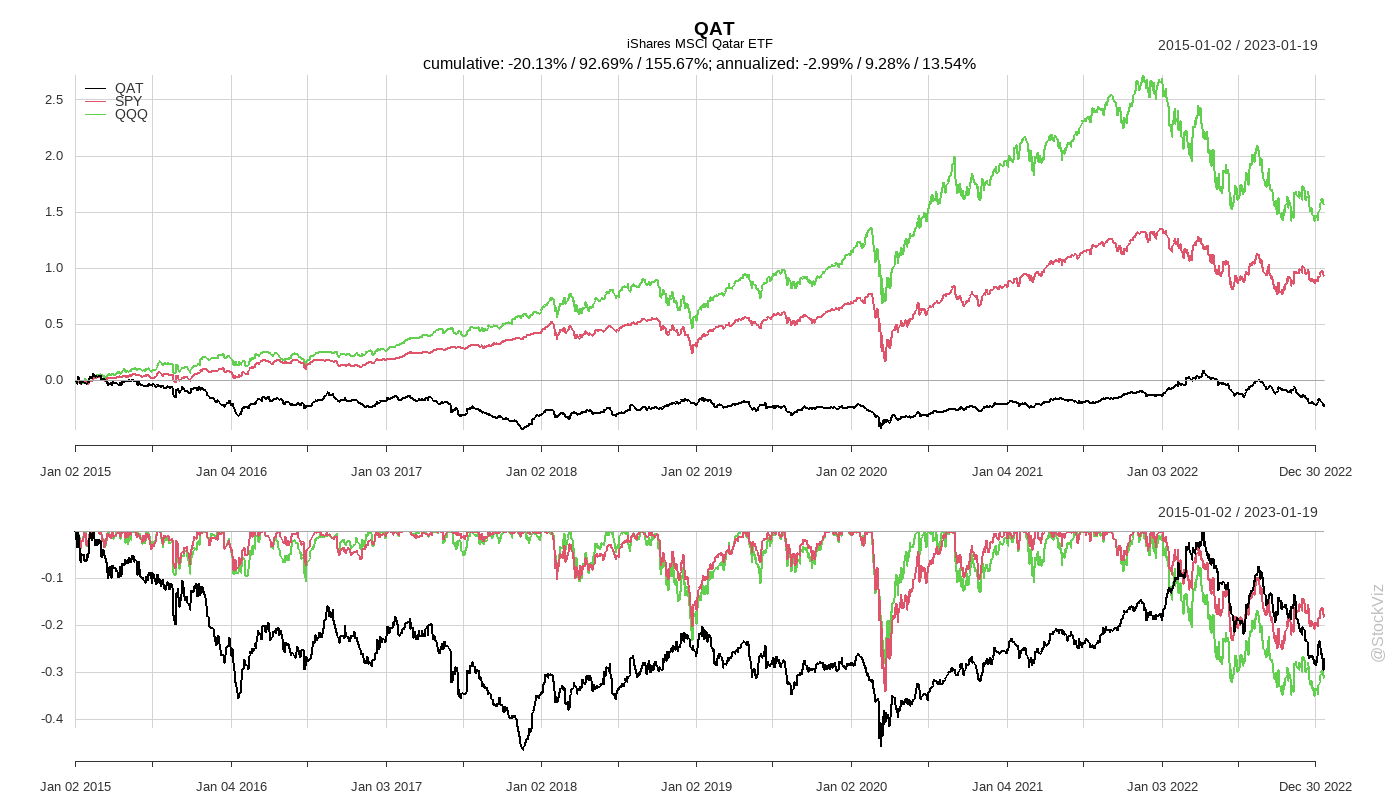 QAT
iShares MSCI Qatar ETF
2015-01-02 / 2023-01-19
cumulative: -20.13% / 92.69% / 155.67%; annualized: -2.99% / 9.28% / 13.54%
QAT
SPY
QQQ
2.5
2.0
1.5
1.0
0.5
0.0
Jan 02 2015 Jan 04 2016 Jan 03 2017 Jan 02 2018 Jan 02 2019 Jan 02 2020 Jan 04 2021 Jan 03 2022 Dec 30 2022
2015-01-02 / 2023-01-19
-0.1
-0.2
-0.3
-0.4
Jan 02 2015 Jan 04 2016 Jan 03 2017 Jan 02 2018 Jan 02 2019 Jan 02 2020 Jan 04 2021 Jan 03 2022 Dec 30 2022
@StockViz